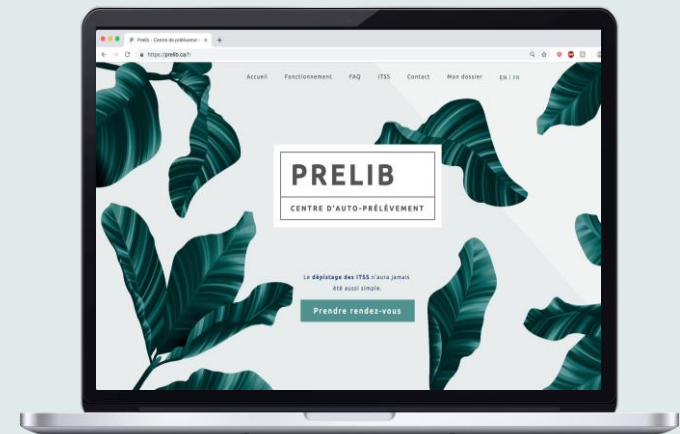 Prelib - Centre de prélèvement
https://prelib.ca/fr
Accueil Fonctionnement FAQ ITSS Contact Mon dossier EN | FR
PRELIB
CENTRE D'AUTO-PRÉLÈVEMENT
Le dépistage des ITSS n'aura jamais
été aussi simple.
Prendre rendez-vous